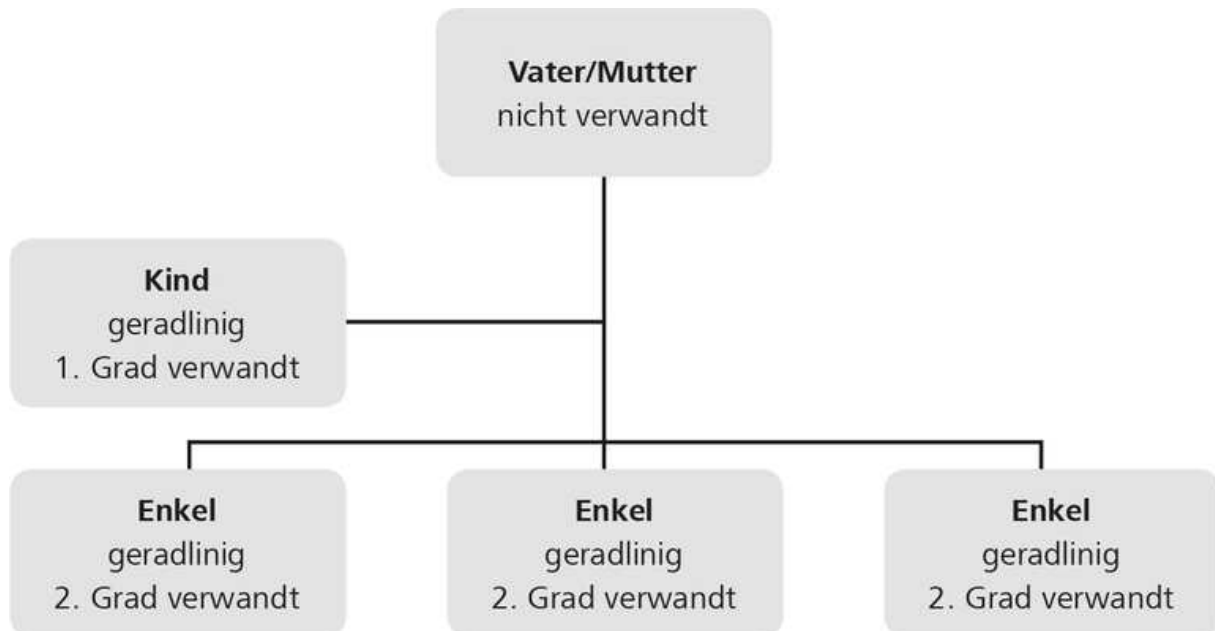 Vater/Mutter
nicht verwandt
Kind
geradlinig
1. Grad verwandt
Enkel
geradlinig
2. Grad verwandt
Enkel
geradlinig
2. Grad verwandt
Enkel
geradlinig
2. Grad verwandt